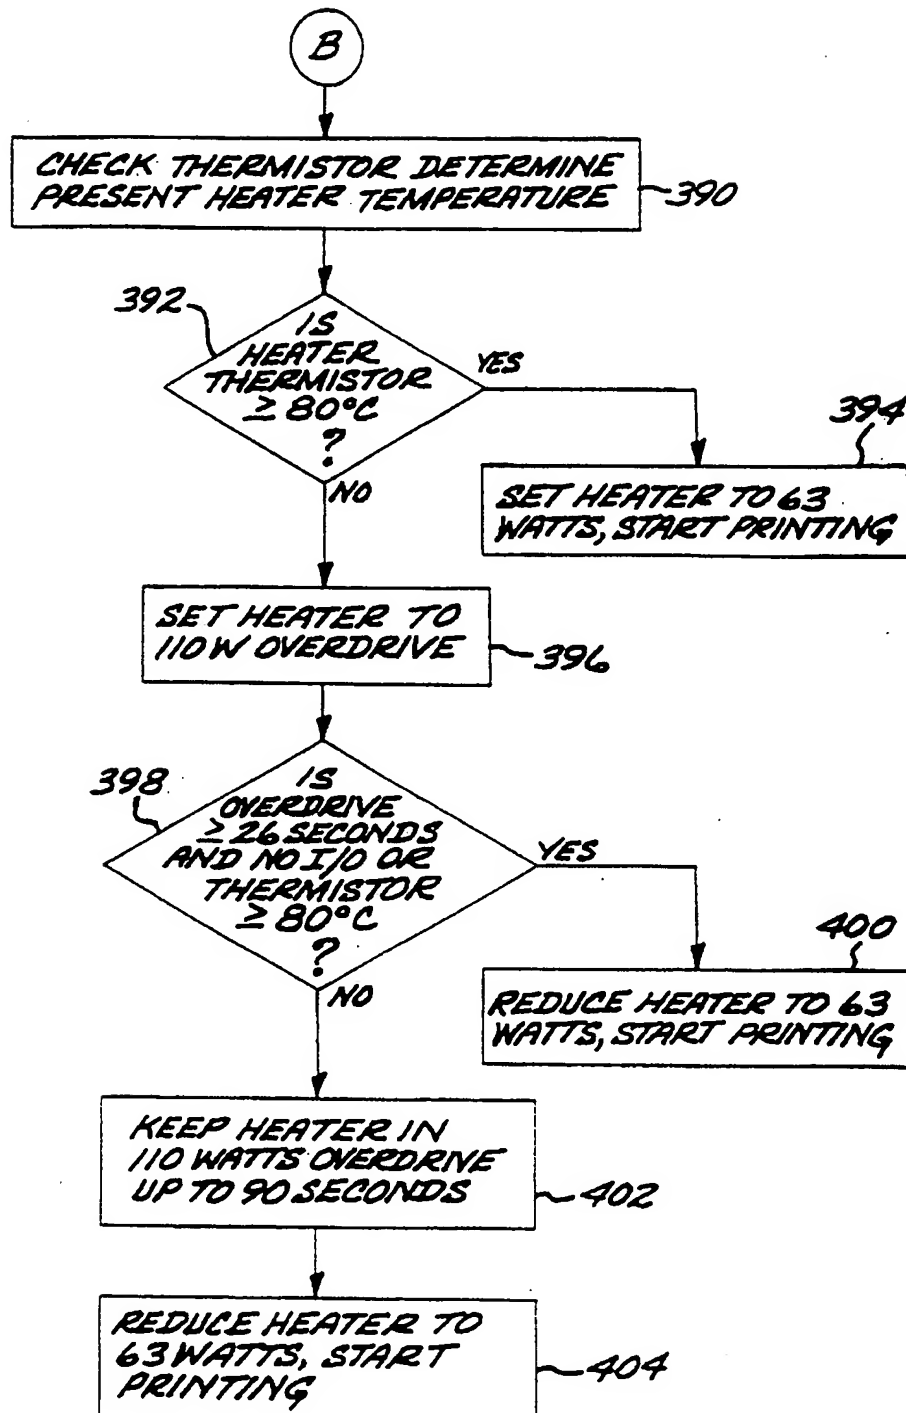 B
CHECK THERMISTOR DETERMINE
PRESENT HEATER TEMPERATURE
390
392
IS
HEATER
THERMISTOR
≥ 80°C
?
YES
NO
394
SET HEATER TO 63
WATTS, START PRINTING
SET HEATER TO
110W OVERDRIVE
396
398
IS
OVERDRIVE
≥ 26 SECONDS
AND NO I/O OR
THERMISTOR
≥ 80°C
?
YES
NO
400
REDUCE HEATER TO 63
WATTS, START PRINTING
KEEP HEATER IN
110 WATTS OVERDRIVE
UP TO 90 SECONDS
402
REDUCE HEATER TO
63 WATTS, START
PRINTING
404